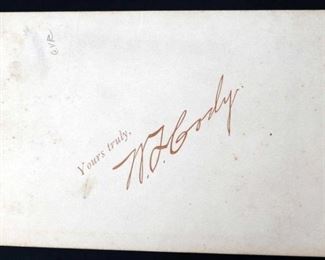 Yours truly,
W.F. Cody.